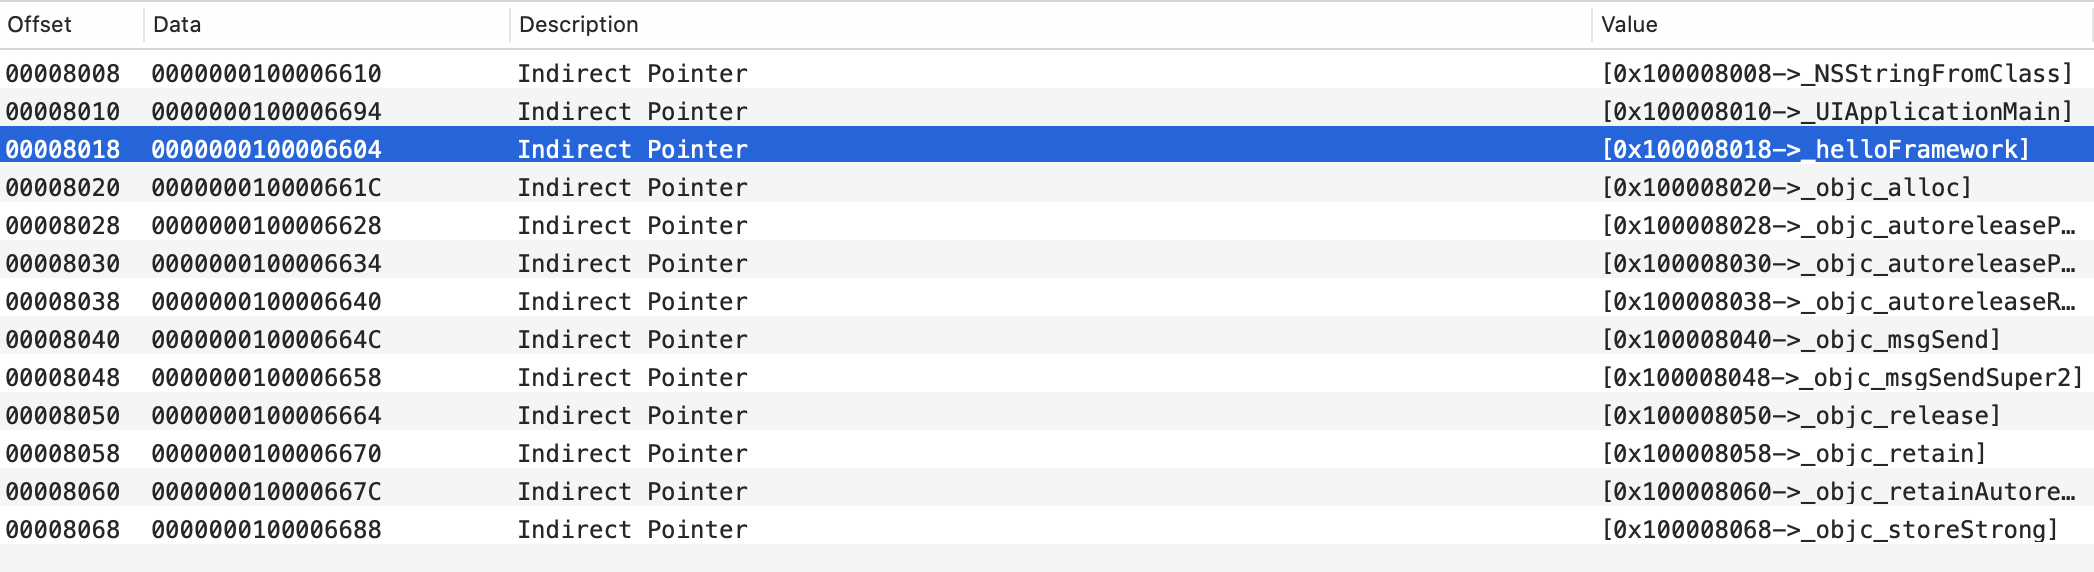 Offset Data Description Value
00008008 0000000100006610 Indirect Pointer [0x100008008->_NSStringFromClass]
00008010 0000000100006694 Indirect Pointer [0x100008010->_UIApplicationMain]
00008018 0000000100006604 Indirect Pointer [0x100008018->_helloFramework]
00008020 000000010000661C Indirect Pointer [0x100008020->_objc_alloc]
00008028 0000000100006628 Indirect Pointer [0x100008028->_objc_autoreleaseP…
00008030 0000000100006634 Indirect Pointer [0x100008030->_objc_autoreleaseP…
00008038 0000000100006640 Indirect Pointer [0x100008038->_objc_autoreleaseR…
00008040 000000010000664C Indirect Pointer [0x100008040->_objc_msgSend]
00008048 0000000100006658 Indirect Pointer [0x100008048->_objc_msgSendSuper2]
00008050 0000000100006664 Indirect Pointer [0x100008050->_objc_release]
00008058 0000000100006670 Indirect Pointer [0x100008058->_objc_retain]
00008060 000000010000667C Indirect Pointer [0x100008060->_objc_retainAutore…
00008068 0000000100006688 Indirect Pointer [0x100008068->_objc_storeStrong]